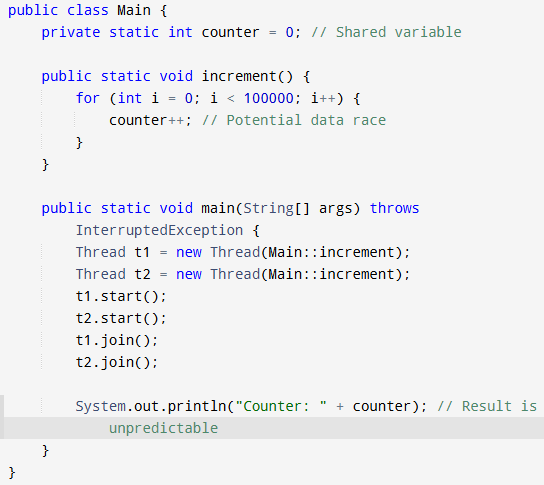 public class Main {
private static int counter = 0; // Shared variable
public static void increment() {
for (int i = 0; i < 100000; i++) {
counter++; // Potential data race
}
}
public static void main(String[] args) throws
InterruptedException {
Thread t1 = new Thread(Main::increment);
Thread t2 = new Thread(Main::increment);
t1.start();
t2.start();
t1.join();
t2.join();
System.out.println("Counter: " + counter); // Result is
unpredictable
}
}